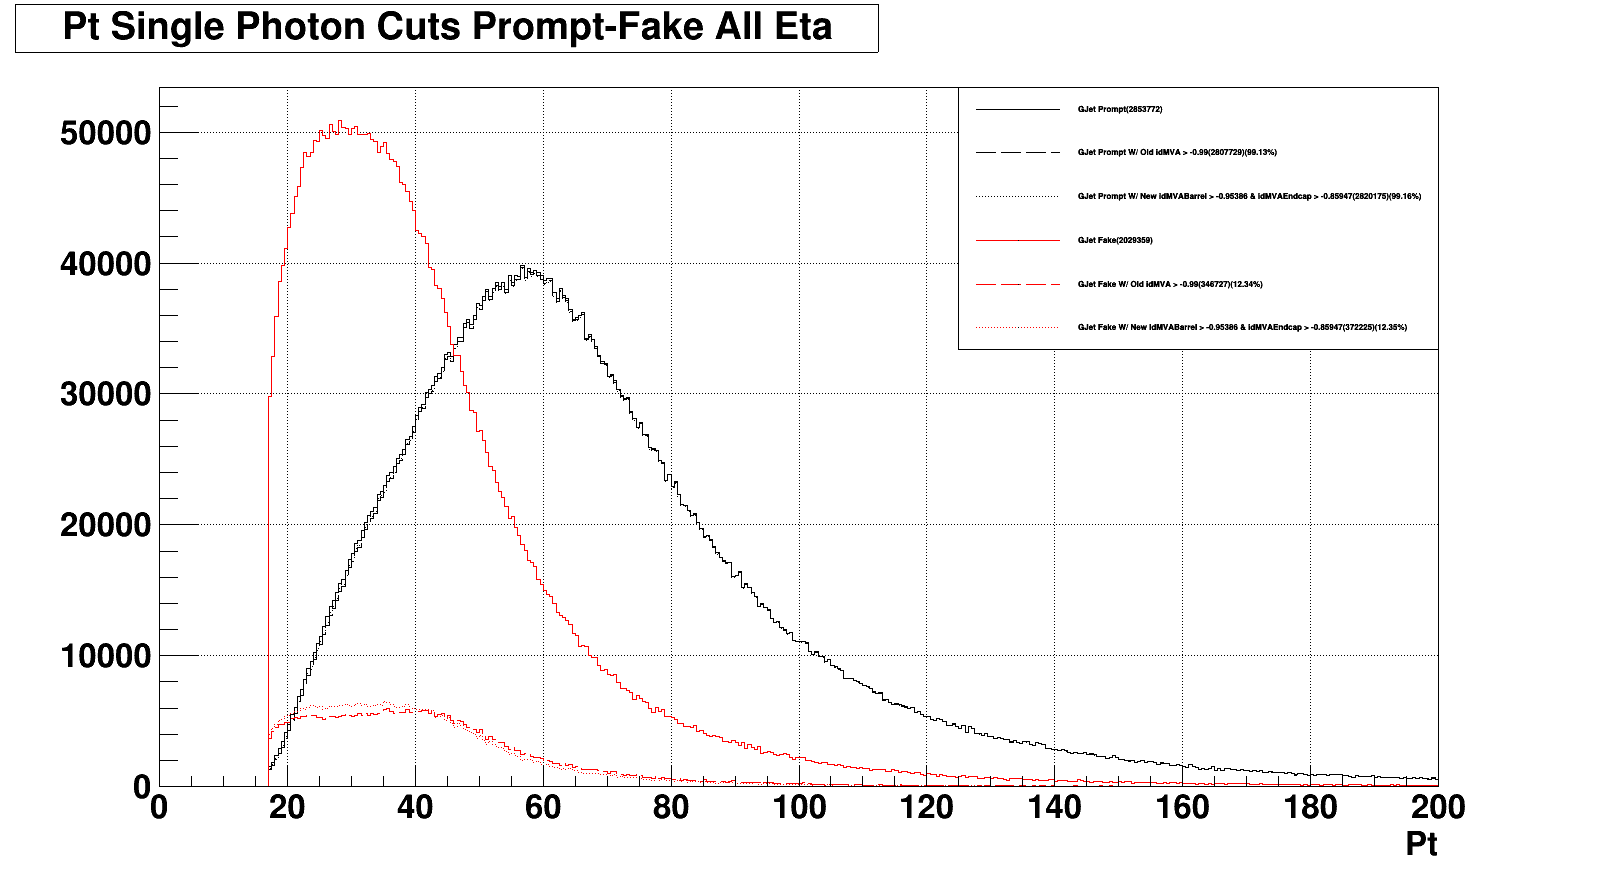 Pt Single Photon Cuts Prompt-Fake All Eta
GJet Prompt(2853772)
GJet Prompt W/ Old idMVA > -0.99(2807729)(99.13%)
GJet Prompt W/ New idMVABarrel > -0.95386 & idMVAEndcap > -0.85947(2820175)(99.16%)
GJet Fake(2029359)
GJet Fake W/ Old idMVA > -0.99(346727)(12.34%)
GJet Fake W/ New idMVABarrel > -0.95386 & idMVAEndcap > -0.85947(372225)(12.35%)
50000
40000
30000
20000
10000
0
0 20 40 60 80 100 120 140 160 180 200
Pt